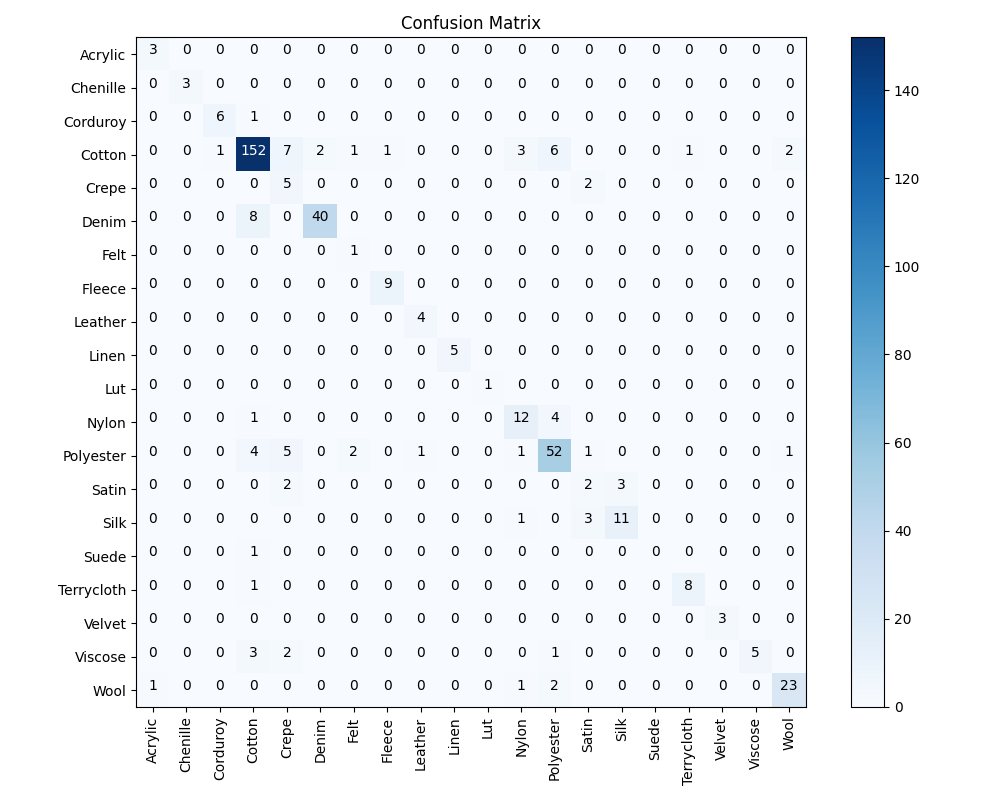 Confusion Matrix
Acrylic 3 0 0 0 0 0 0 0 0 0 0 0 0 0 0 0 0 0 0 0
Chenille 0 3 0 0 0 0 0 0 0 0 0 0 0 0 0 0 0 0 0 0
Corduroy 0 0 6 1 0 0 0 0 0 0 0 0 0 0 0 0 0 0 0 0
Cotton 0 0 1 152 7 2 1 1 0 0 0 3 6 0 0 0 1 0 0 2
Crepe 0 0 0 0 5 0 0 0 0 0 0 0 0 2 0 0 0 0 0 0
Denim 0 0 0 8 0 40 0 0 0 0 0 0 0 0 0 0 0 0 0 0
Felt 0 0 0 0 0 0 1 0 0 0 0 0 0 0 0 0 0 0 0 0
Fleece 0 0 0 0 0 0 0 9 0 0 0 0 0 0 0 0 0 0 0 0
Leather 0 0 0 0 0 0 0 0 4 0 0 0 0 0 0 0 0 0 0 0
Linen 0 0 0 0 0 0 0 0 0 5 0 0 0 0 0 0 0 0 0 0
Lut 0 0 0 0 0 0 0 0 0 0 1 0 0 0 0 0 0 0 0 0
Nylon 0 0 0 1 0 0 0 0 0 0 0 12 4 0 0 0 0 0 0 0
Polyester 0 0 0 4 5 0 2 0 1 0 0 1 52 1 0 0 0 0 0 1
Satin 0 0 0 0 2 0 0 0 0 0 0 0 0 2 3 0 0 0 0 0
Silk 0 0 0 0 0 0 0 0 0 0 0 1 0 3 11 0 0 0 0 0
Suede 0 0 0 1 0 0 0 0 0 0 0 0 0 0 0 0 0 0 0 0
Terrycloth 0 0 0 1 0 0 0 0 0 0 0 0 0 0 0 0 8 0 0 0
Velvet 0 0 0 0 0 0 0 0 0 0 0 0 0 0 0 0 0 3 0 0
Viscose 0 0 0 3 2 0 0 0 0 0 0 0 1 0 0 0 0 0 5 0
Wool 1 0 0 0 0 0 0 0 0 0 0 1 2 0 0 0 0 0 0 23
Acrylic Chenille Corduroy Cotton Crepe Denim Felt Fleece Leather Linen Lut Nylon Polyester Satin Silk Suede Terrycloth Velvet Viscose Wool
140
120
100
80
60
40
20
0